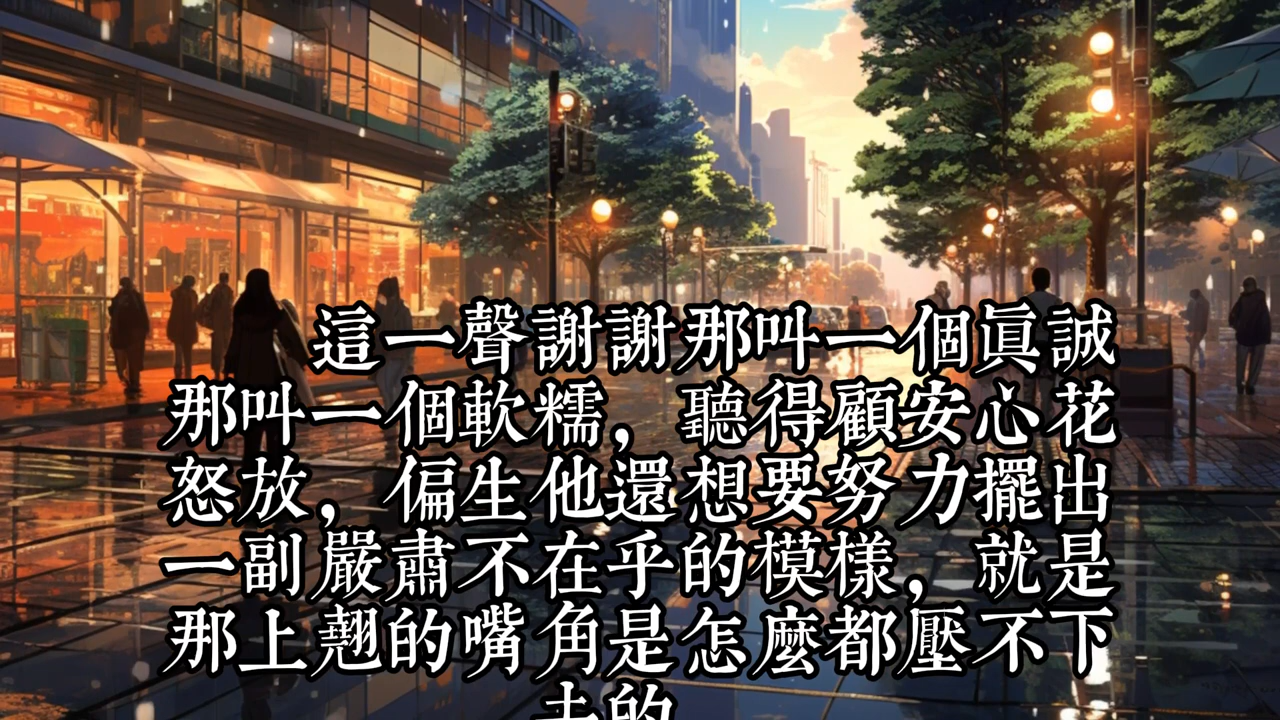 這一聲謝謝那叫一個眞誠
那叫一個軟糯，聽得顧安心花
怒放，偏生他還想要努力擺出
一副嚴肅不在乎的模樣，就是
那上翹的嘴角是怎麼都壓不下
去的